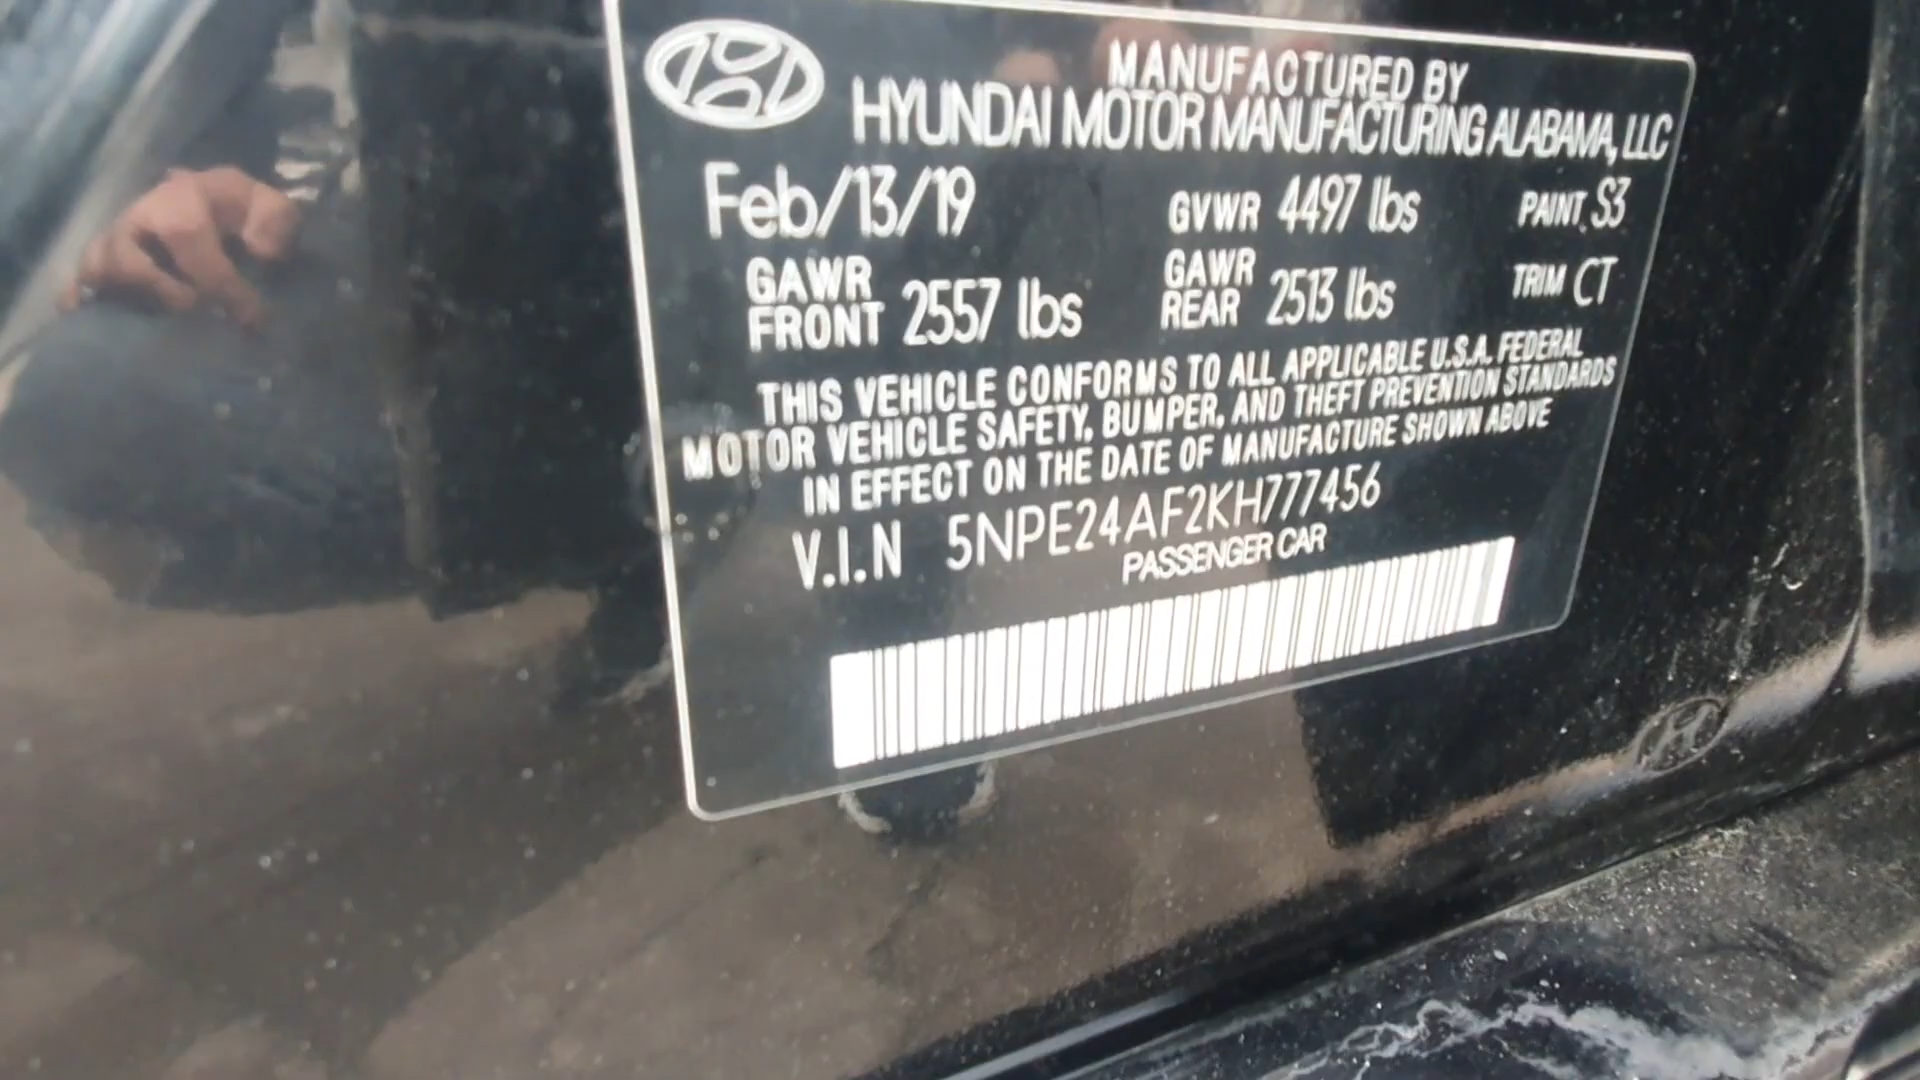 MANUFACTURED BY
HYUNDAI MOTOR MANUFACTURING ALABAMA, LLC
Feb/13/19 GVWR 4497 lbs PAINT S3
GAWR FRONT 2557 lbs GAWR REAR 2513 lbs TRIM CT
THIS VEHICLE CONFORMS TO ALL APPLICABLE U.S.A. FEDERAL
MOTOR VEHICLE SAFETY, BUMPER, AND THEFT PREVENTION STANDARDS
IN EFFECT ON THE DATE OF MANUFACTURE SHOWN ABOVE
V.I.N 5NPE24AF2KH777456
PASSENGER CAR